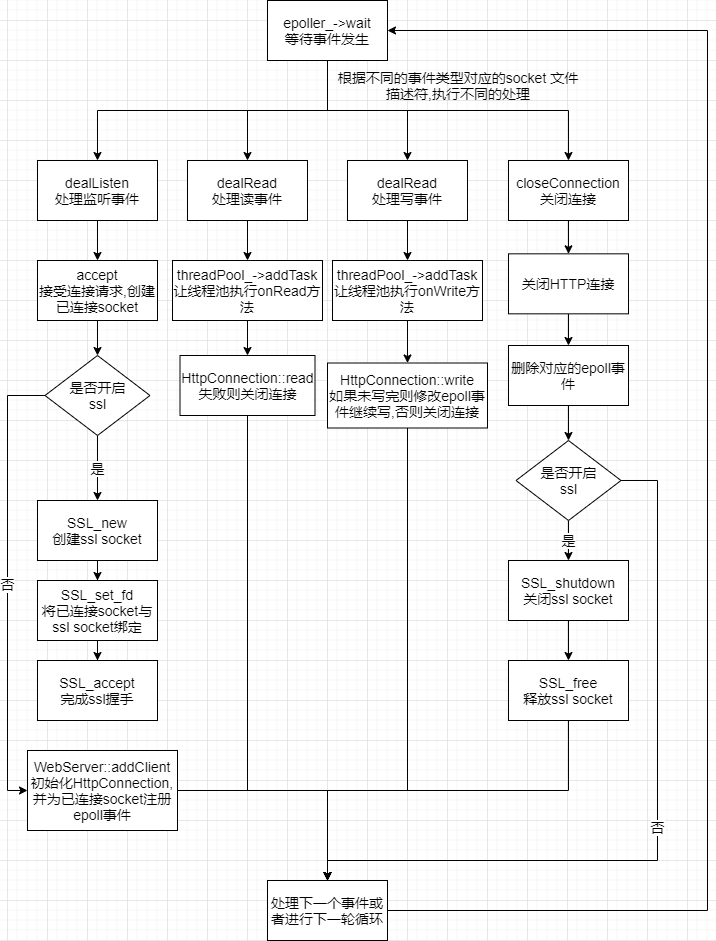 epoller_->wait
等待事件发生
根据不同的事件类型对应的socket 文件
描述符,执行不同的处理
dealListen
处理监听事件
dealRead
处理读事件
dealRead
处理写事件
closeConnection
关闭连接
accept
接受连接请求,创建
已连接socket
threadPool_->addTask
让线程池执行onRead方
法
threadPool_->addTask
让线程池执行onWrite方
法
关闭HTTP连接
是否开启
ssl
HttpConnection::read
失败则关闭连接
HttpConnection::write
如果未写完则修改epoll事
件继续写,否则关闭连接
删除对应的epoll事
件
是
是否开启
ssl
SSL_new
创建ssl socket
是
否
SSL_set_fd
将已连接socket与
ssl socket绑定
SSL_shutdown
关闭ssl socket
SSL_accept
完成ssl握手
SSL_free
释放ssl socket
WebServer::addClient
初始化HttpConnection,
并为已连接socket注册
epoll事件
否
处理下一个事件或
者进行下一轮循环